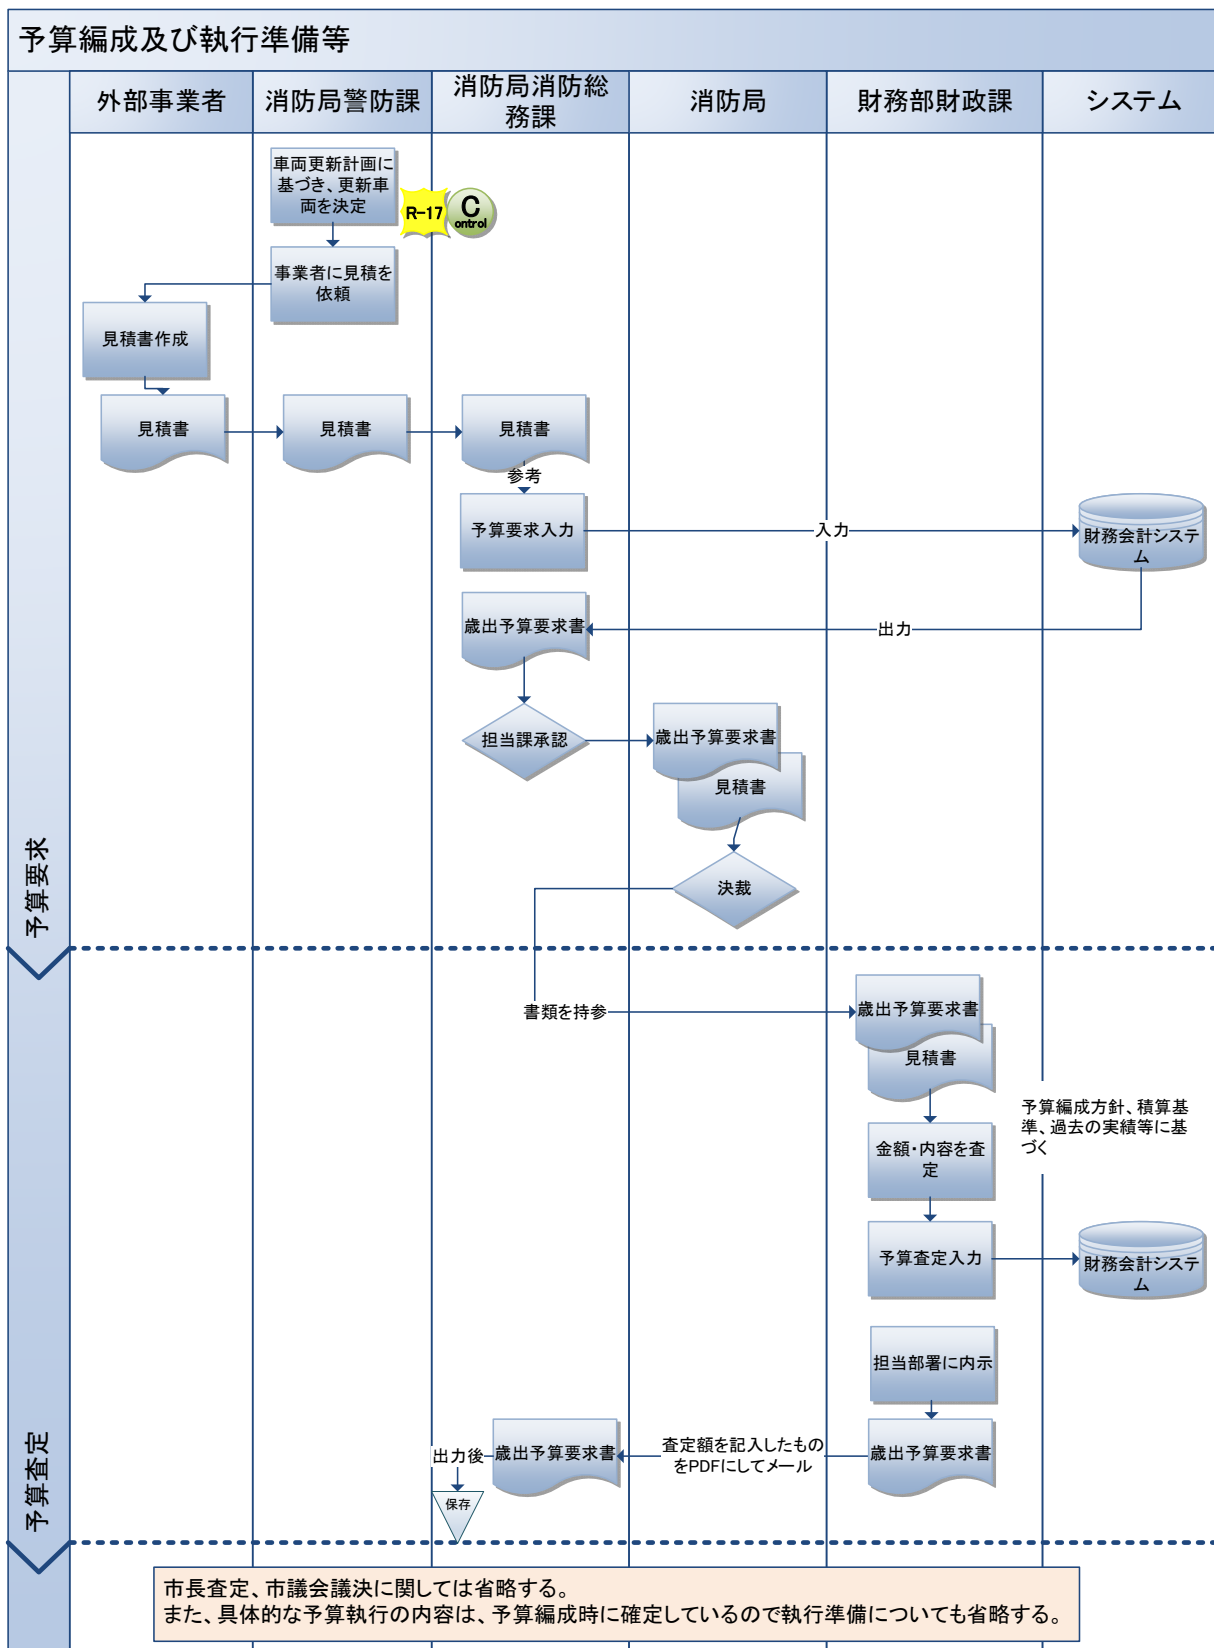 予算編成及び執行準備等
外部事業者
消防局警防課
消防局消防総
務課
消防局
財務部財政課
システム
車両更新計画に
基づき、更新車
両を決定
R-17
C
ontrol
事業者に見積を
依頼
見積書作成
見積書
見積書
見積書
参考
予算要求入力
入力
財務会計システ
ム
歳出予算要求書
出力
担当課承認
歳出予算要求書
見積書
決裁
予算要求
書類を持参
歳出予算要求書
見積書
予算編成方針、積算基
準、過去の実績等に基
づく
金額・内容を査
定
予算査定入力
財務会計システ
ム
担当部署に内示
歳出予算要求書
査定額を記入したもの
をPDFにしてメール
歳出予算要求書
出力後
保存
予算査定
市長査定、市議会議決に関しては省略する。
また、具体的な予算執行の内容は、予算編成時に確定しているので執行準備についても省略する。